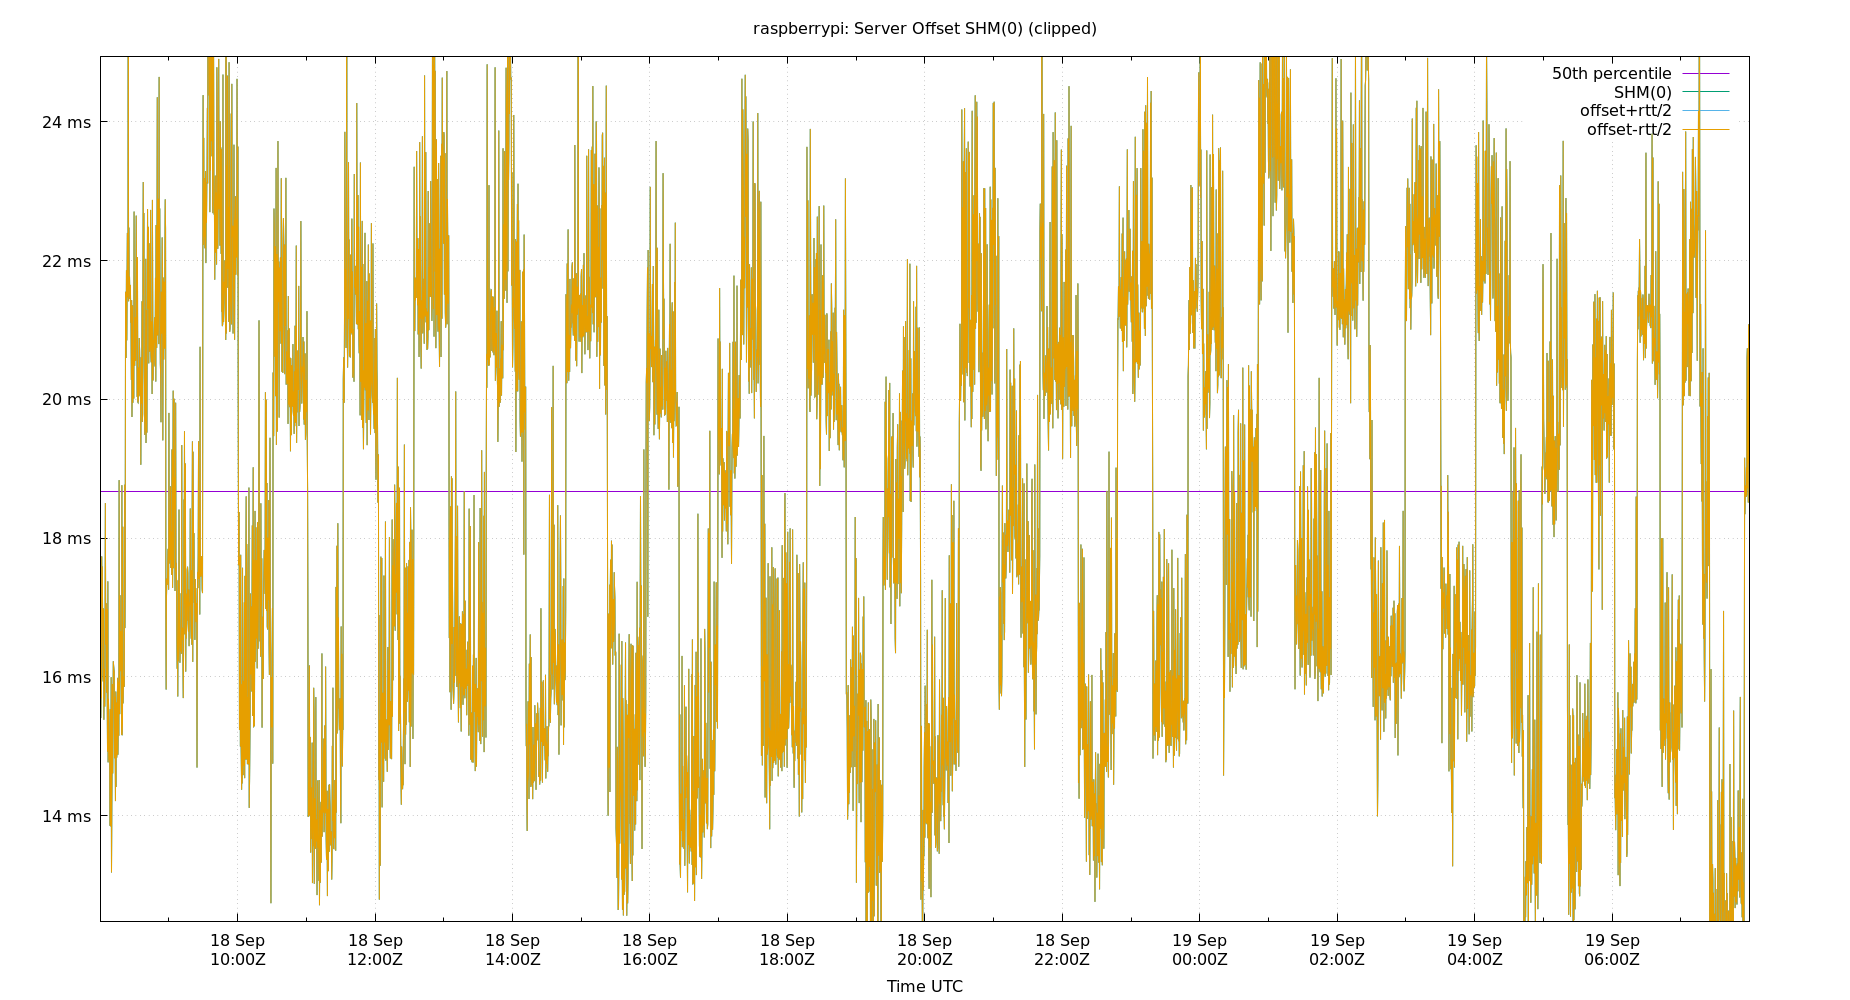 raspberrypi: Server Offset SHM(0) (clipped)
50th percentile
SHM(0)
offset+rtt/2
offset-rtt/2
24 ms
22 ms
20 ms
18 ms
16 ms
14 ms
18 Sep 18 Sep 18 Sep 18 Sep 18 Sep 18 Sep 18 Sep 19 Sep 19 Sep 19 Sep 19 Sep
10:00Z 12:00Z 14:00Z 16:00Z 18:00Z 20:00Z 22:00Z 00:00Z 02:00Z 04:00Z 06:00Z
Time UTC